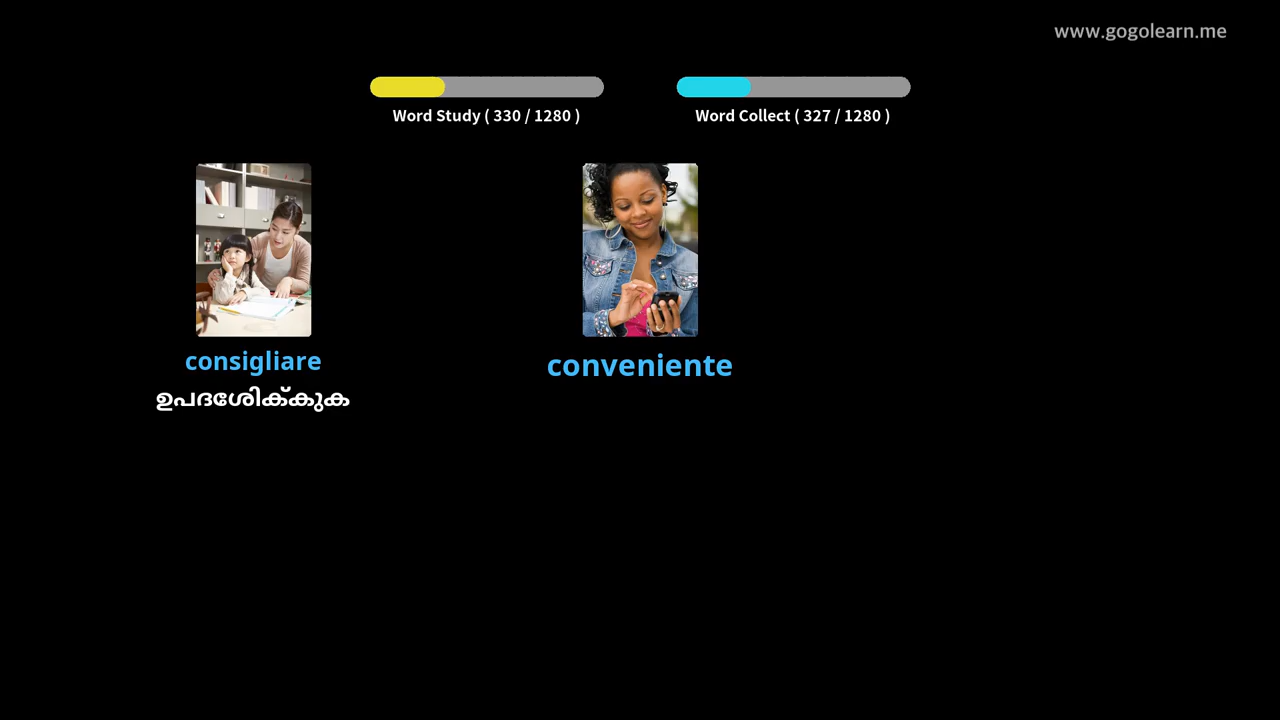 www.gogolearn.me
Word Study ( 330 / 1280 )
Word Collect ( 327 / 1280 )
consigliare
ഉപദേശിക്കുക
conveniente